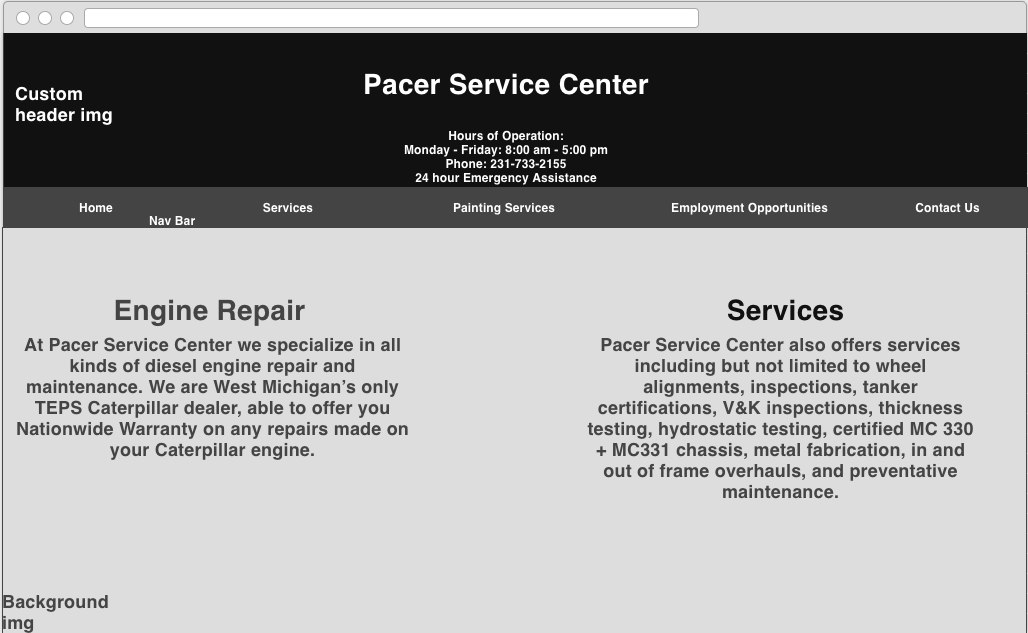 Custom
header img
Pacer Service Center
Hours of Operation:
Monday - Friday: 8:00 am - 5:00 pm
Phone: 231-733-2155
24 hour Emergency Assistance
Home
Services
Painting Services
Employment Opportunities
Contact Us
Nav Bar
Engine Repair
At Pacer Service Center we specialize in all
kinds of diesel engine repair and
maintenance. We are West Michigan’s only
TEPS Caterpillar dealer, able to offer you
Nationwide Warranty on any repairs made on
your Caterpillar engine.
Services
Pacer Service Center also offers services
including but not limited to wheel
alignments, inspections, tanker
certifications, V&K inspections, thickness
testing, hydrostatic testing, certified MC 330
+ MC331 chassis, metal fabrication, in and
out of frame overhauls, and preventative
maintenance.
Background
img